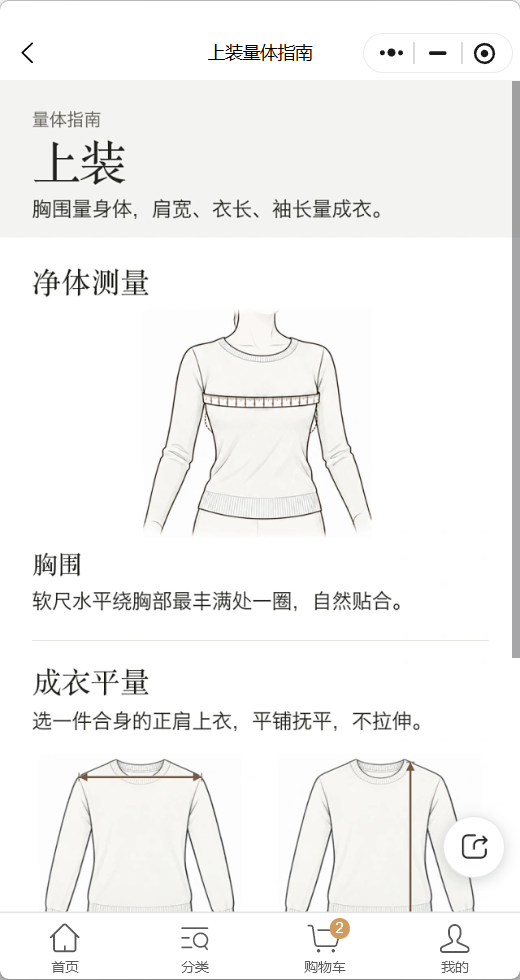 上装量体指南
量体指南
上装
胸围量身体，肩宽、衣长、袖长量成衣。
净体测量
胸围
软尺水平绕胸部最丰满处一圈，自然贴合。
成衣平量
选一件合身的正肩上衣，平铺抚平，不拉伸。
2
首页
分类
购物车
我的